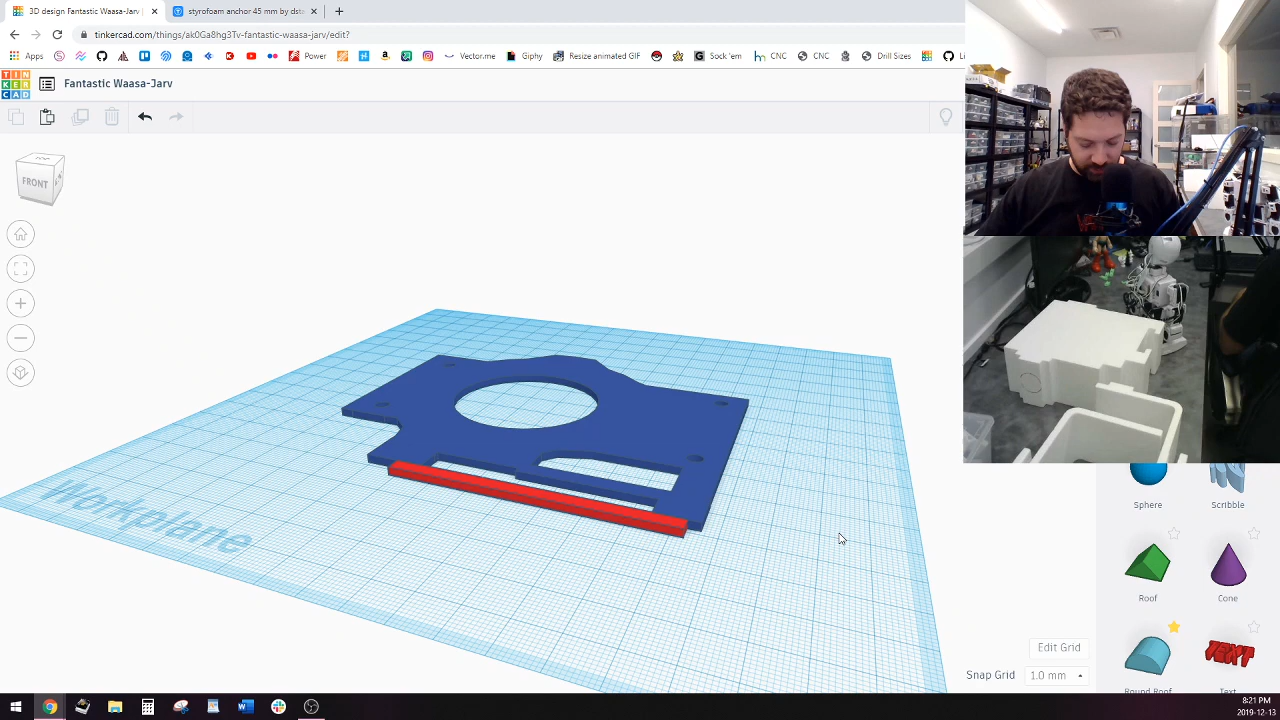 3D design Fantastic Waasa-Jarv
styrofoam anchor 45 mm by dst
tinkercad.com/things/ak0Ga8hg3Tv-fantastic-waasa-jarv/edit?
Apps
Power
Vector.me
Giphy
Resize animated GIF
Sock 'em
CNC
CNC
Drill Sizes
TIN
KER
CAD
Fantastic Waasa-Jarv
FRONT
Workplane
Sphere
Scribble
Roof
Cone
TEXT
Round Roof
Text
Edit Grid
Snap Grid
1.0 mm
8:21 PM
2019-12-13